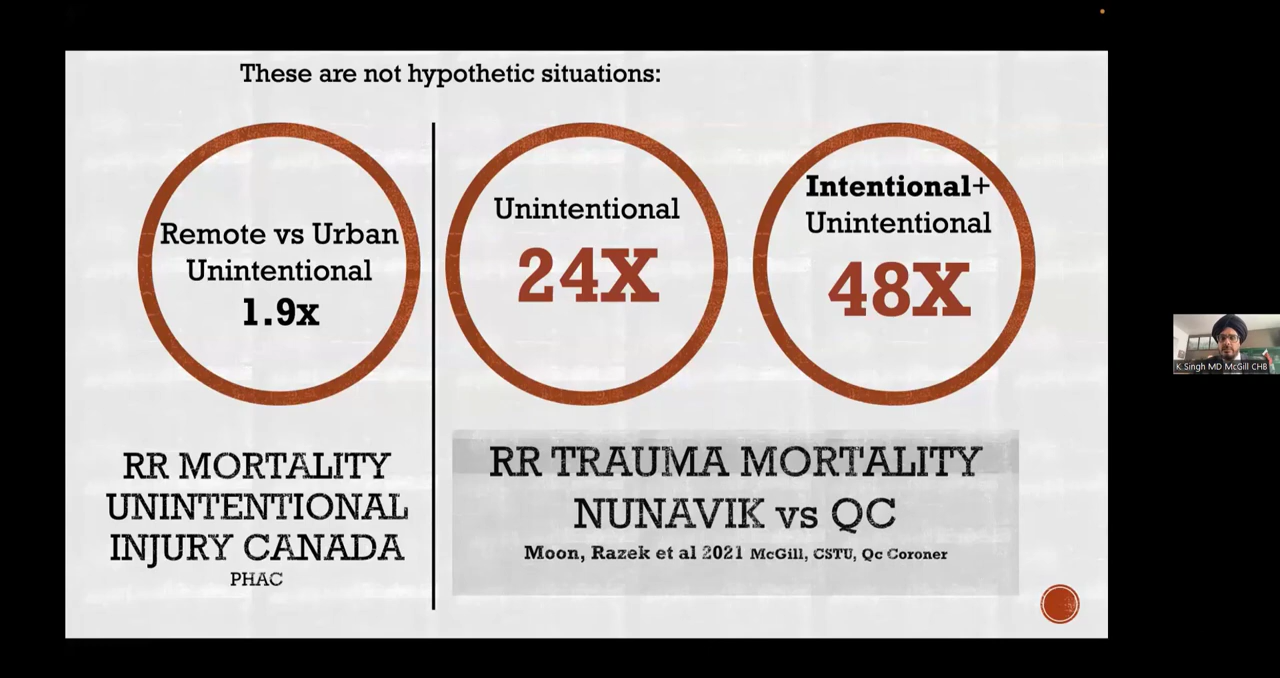 These are not hypothetic situations:
Remote vs Urban
Unintentional
1.9x
Unintentional
24X
Intentional+
Unintentional
48X
RR MORTALITY
UNINTENTIONAL
INJURY CANADA
PHAC
RR TRAUMA MORTALITY
NUNAVIK vs QC
Moon, Razek et al 2021 McGill, CSTU, Qc Coroner
K Singh MD McGill CHB